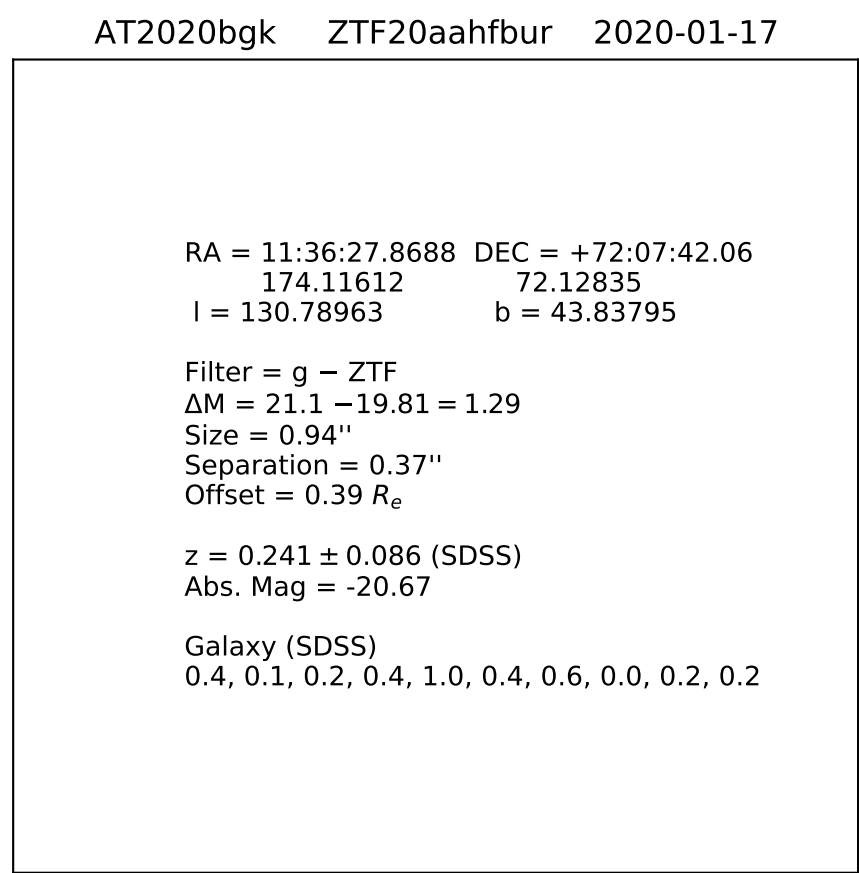 AT2020bgk ZTF20aahfbur 2020-01-17
RA = 11:36:27.8688 DEC = +72:07:42.06
174.11612 72.12835
l = 130.78963 b = 43.83795
Filter = g − ZTF
ΔM = 21.1 −19.81 = 1.29
Size = 0.94''
Separation = 0.37''
Offset = 0.39 Re
z = 0.241 ± 0.086 (SDSS)
Abs. Mag = -20.67
Galaxy (SDSS)
0.4, 0.1, 0.2, 0.4, 1.0, 0.4, 0.6, 0.0, 0.2, 0.2